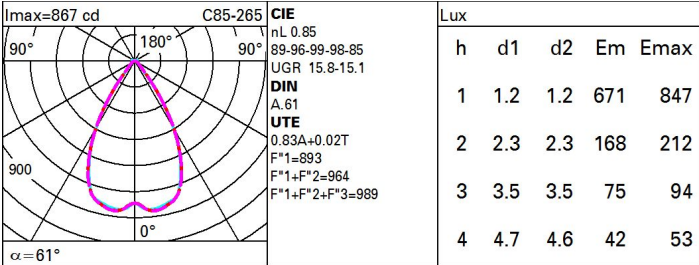 Imax=867 cd C85-265
90° 180° 90°
900
0°
α=61°
CIE
nL 0.85
89-96-99-98-85
UGR 15.8-15.1
DIN
A.61
UTE
0.83A+0.02T
F"1=893
F"1+F"2=964
F"1+F"2+F"3=989
Lux
h d1 d2 Em Emax
1 1.2 1.2 671 847
2 2.3 2.3 168 212
3 3.5 3.5 75 94
4 4.7 4.6 42 53